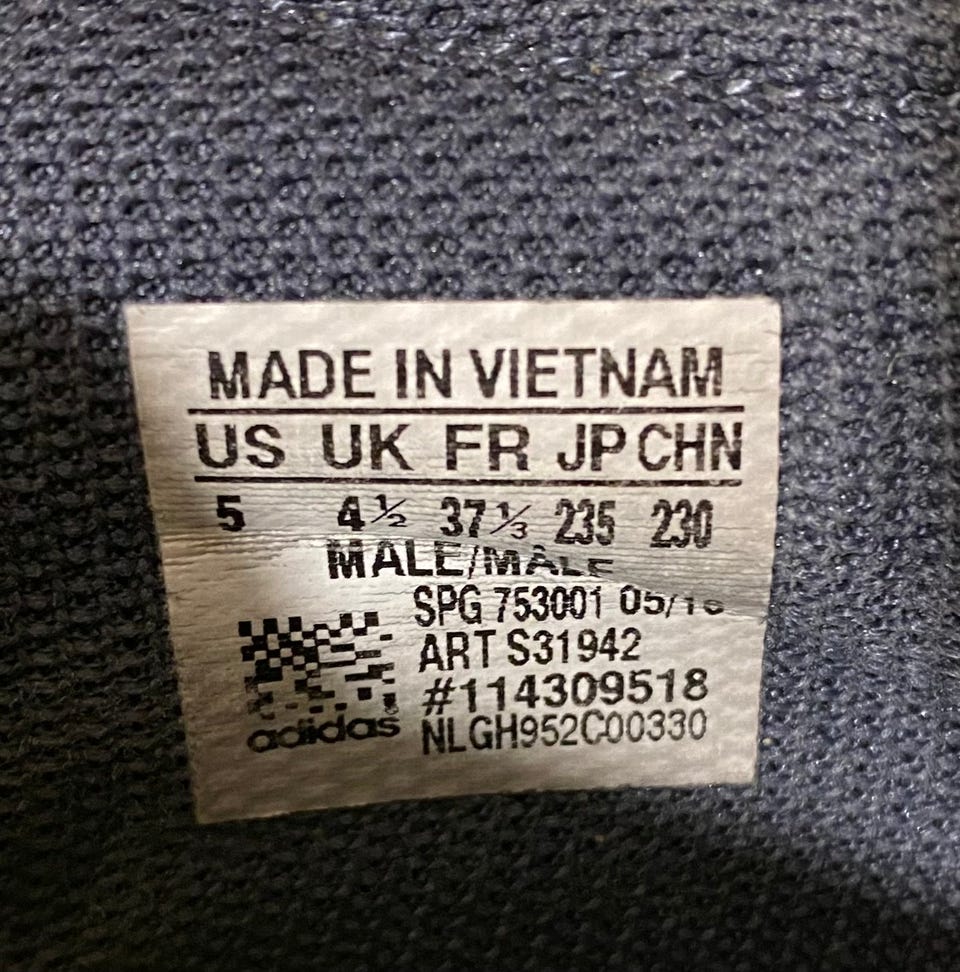 MADE IN VIETNAM
US UK FR JP CHN
5 4½ 37⅓ 235 230
MALE/MALE
SPG 753001
ART S31942
#114309518
adidas NLGH952C00330